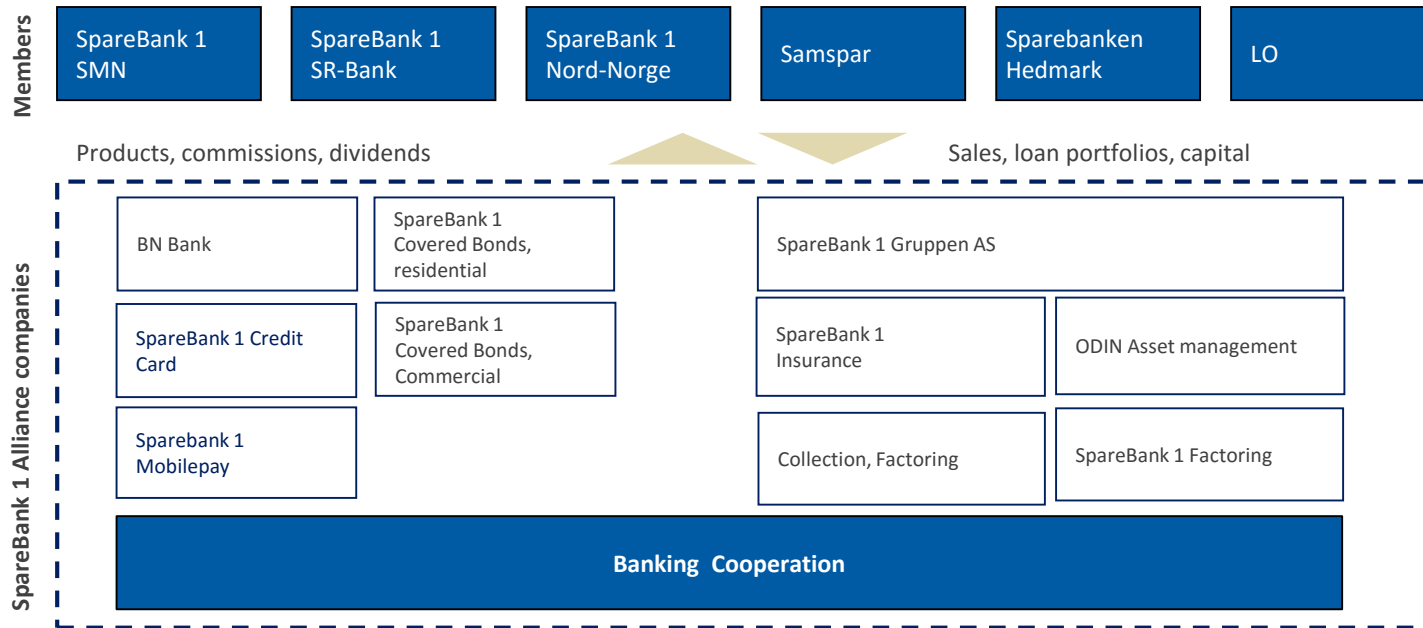 Members
SpareBank 1
SMN
SpareBank 1
SR-Bank
SpareBank 1
Nord-Norge
Samspar
Sparebanken
Hedmark
LO
Products, commissions, dividends
Sales, loan portfolios, capital
SpareBank 1 Alliance companies
BN Bank
SpareBank 1
Covered Bonds,
residential
SpareBank 1 Gruppen AS
SpareBank 1 Credit
Card
SpareBank 1
Covered Bonds,
Commercial
SpareBank 1
Insurance
ODIN Asset management
Sparebank 1
Mobilepay
Collection, Factoring
SpareBank 1 Factoring
Banking Cooperation